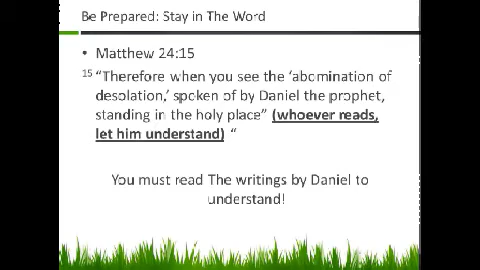 Be Prepared: Stay in The Word
• Matthew 24:15
15 “Therefore when you see the ‘abomination of
desolation,’ spoken of by Daniel the prophet,
standing in the holy place” (whoever reads,
let him understand) “
You must read The writings by Daniel to
understand!